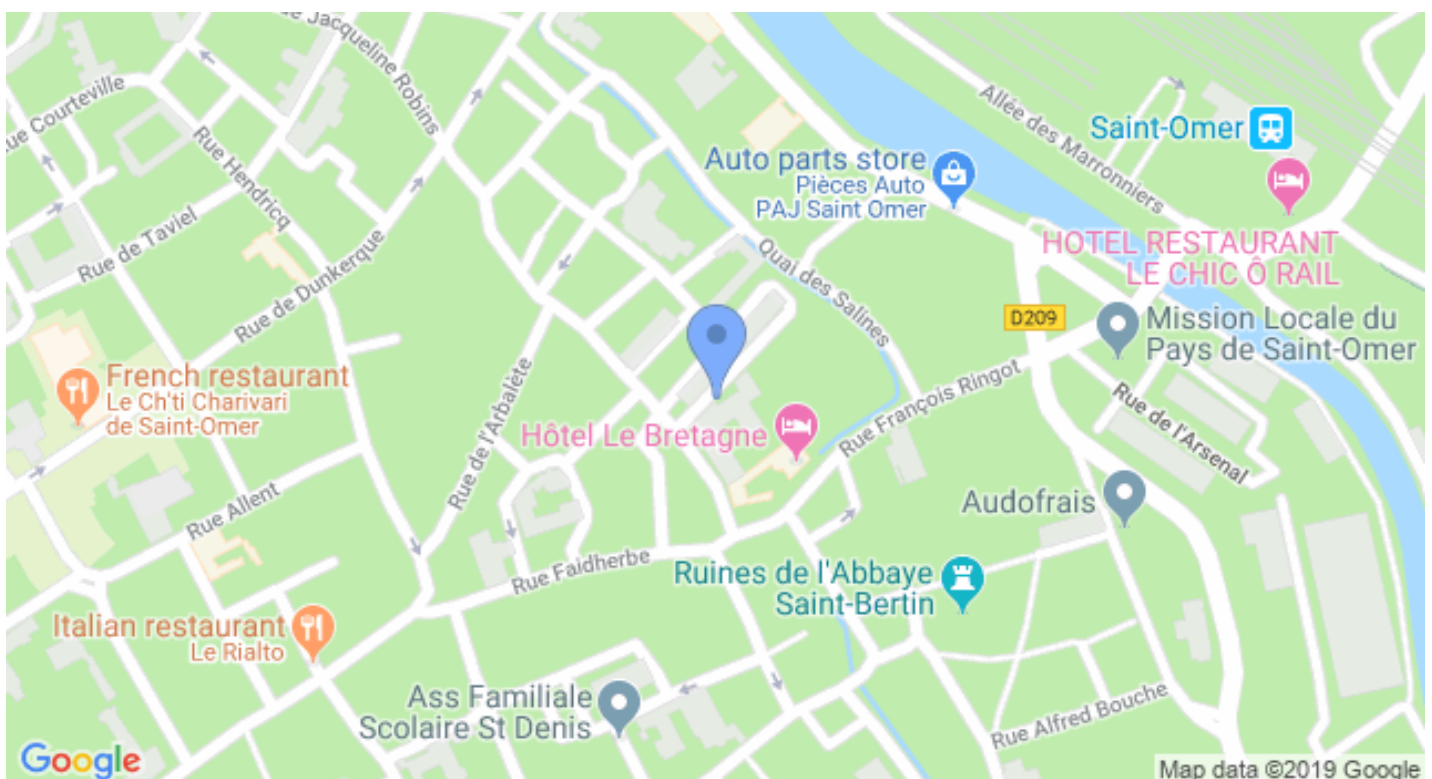 de Jacqueline Robins
Rue Courteville
Rue Hendricq
Allée des Marronniers
Saint-Omer
Auto parts store
Pièces Auto
PAJ Saint Omer
Rue de Taviel
Quai des Salines
HOTEL RESTAURANT
LE CHIC Ô RAIL
Rue de Dunkerque
D209
Mission Locale du
Pays de Saint-Omer
French restaurant
Le Ch'ti Charivari
de Saint-Omer
Rue de l'Arbalète
Rue François Ringot
Rue de l'Arsenal
Hôtel Le Bretagne
Rue Allent
Audofrais
Rue Faidherbe
Ruines de l'Abbaye
Saint-Bertin
Italian restaurant
Le Rialto
Ass Familiale
Scolaire St Denis
Rue Alfred Bouche
Google
Map data ©2019 Google